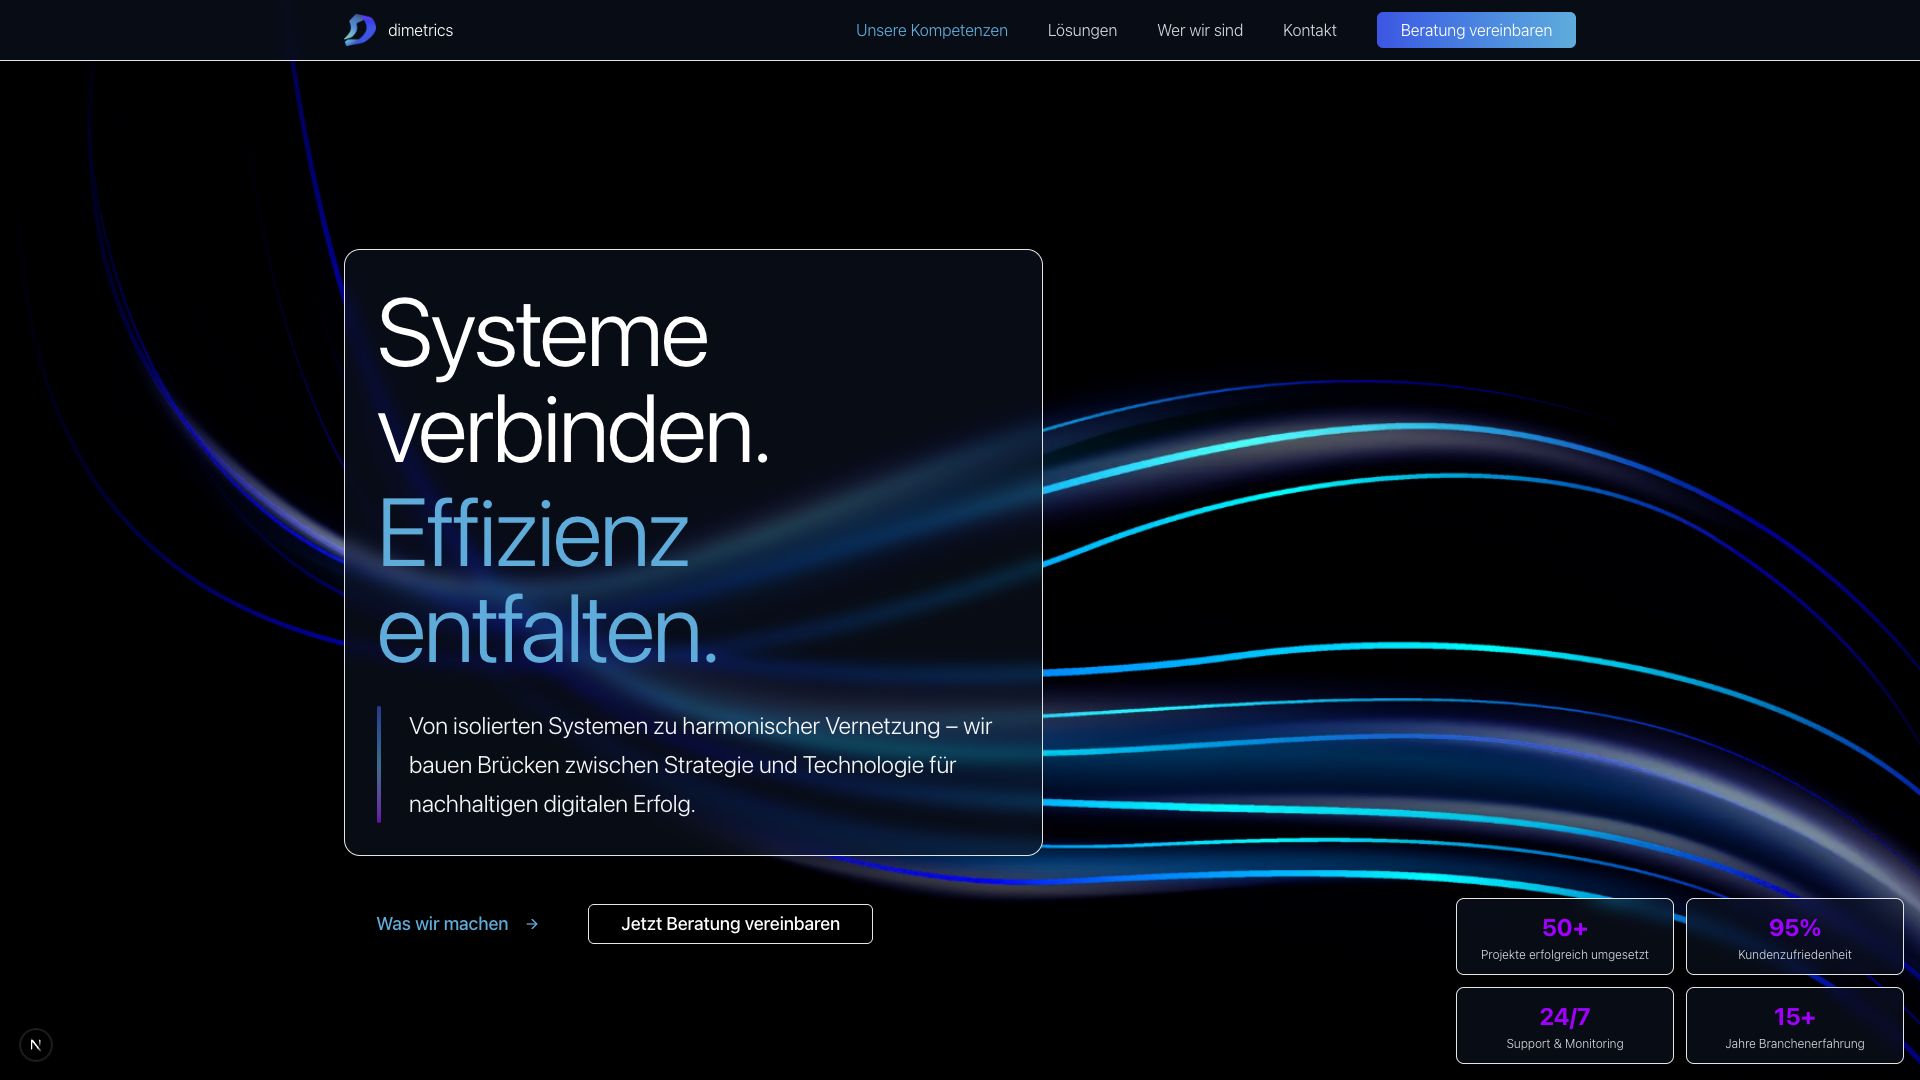 dimetrics
Unsere Kompetenzen
Lösungen
Wer wir sind
Kontakt
Beratung vereinbaren
Systeme
verbinden.
Effizienz
entfalten.
Von isolierten Systemen zu harmonischer Vernetzung – wir
bauen Brücken zwischen Strategie und Technologie für
nachhaltigen digitalen Erfolg.
Was wir machen →
Jetzt Beratung vereinbaren
50+
Projekte erfolgreich umgesetzt
95%
Kundenzufriedenheit
24/7
Support & Monitoring
15+
Jahre Branchenerfahrung
N